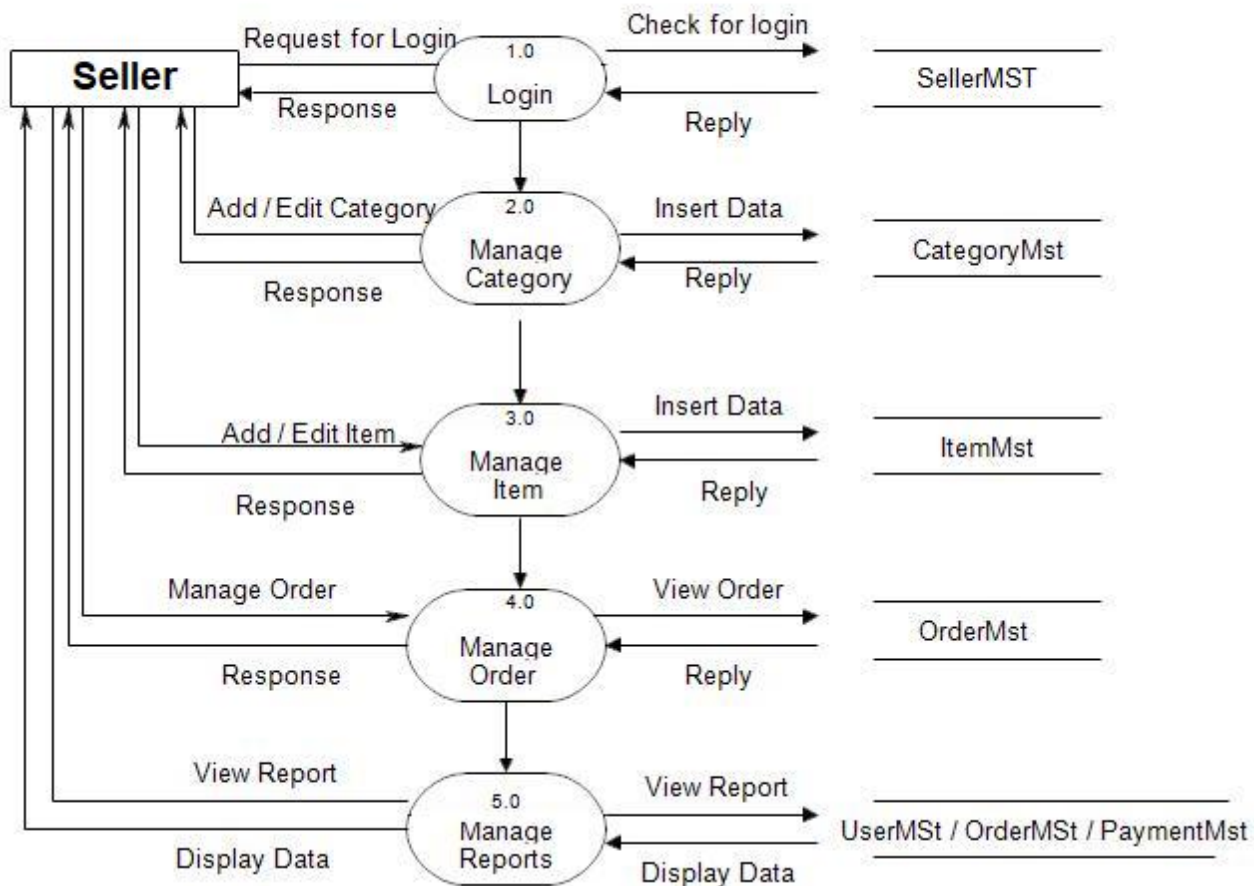 Request for Login
Check for login
Seller
1.0
Login
SellerMST
Response
Reply
Add / Edit Category
2.0
Manage
Category
Insert Data
CategoryMst
Response
Reply
Add / Edit Item
3.0
Manage
Item
Insert Data
ItemMst
Response
Reply
Manage Order
4.0
Manage
Order
View Order
OrderMst
Response
Reply
View Report
5.0
Manage
Reports
View Report
UserMSt / OrderMSt / PaymentMst
Display Data
Display Data